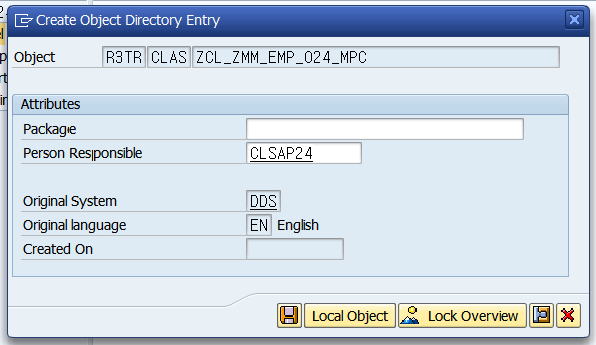 Create Object Directory Entry
Object R3TR CLAS ZCL_ZMM_EMP_O24_MPC
Attributes
Package
Person Responsible CLSAP24
Original System DDS
Original language EN English
Created On
Local Object Lock Overview